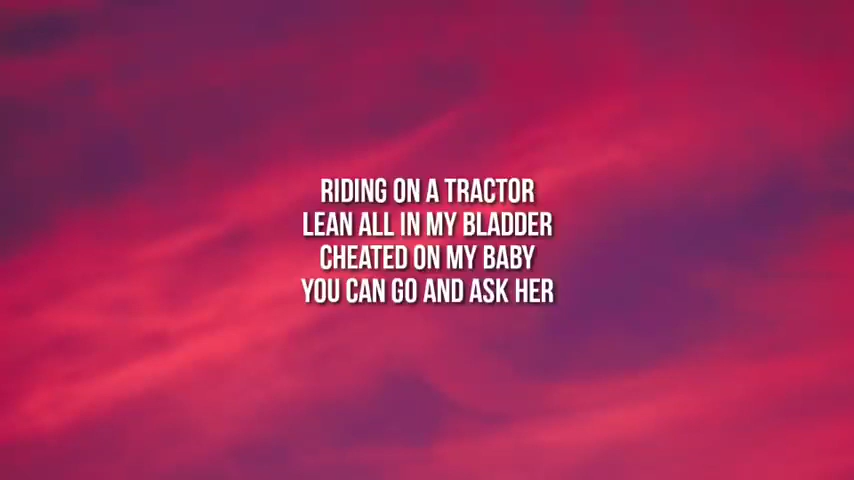 RIDING ON A TRACTOR
LEAN ALL IN MY BLADDER
CHEATED ON MY BABY
YOU CAN GO AND ASK HER